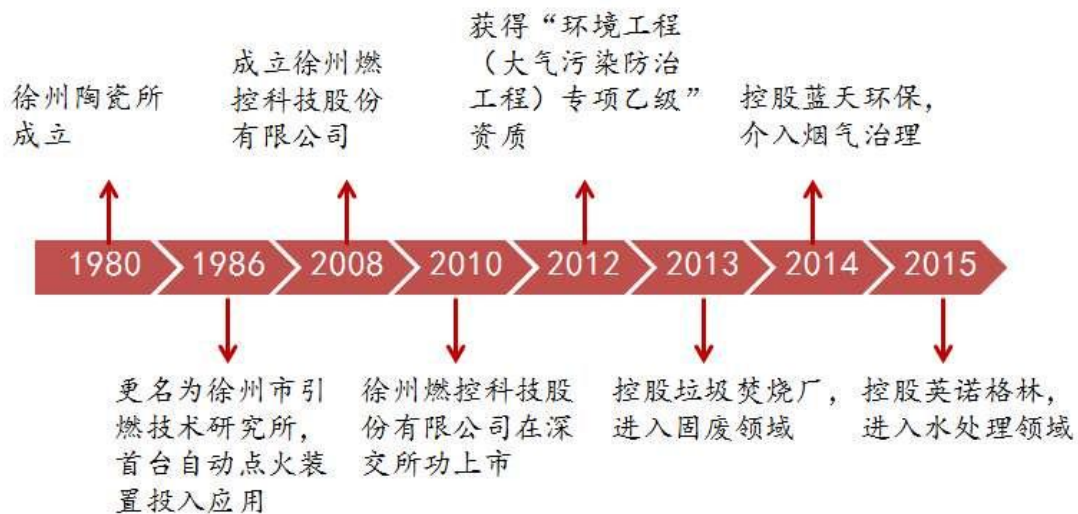 徐州陶瓷所
成立
成立徐州燃
控科技股份
有限公司
获得“环境工程
（大气污染防治
工程）专项乙级”
资质
控股蓝天环保，
介入烟气治理
1980
1986
2008
2010
2012
2013
2014
2015
更名为徐州市引
燃技术研究所，
首台自动点火装
置投入应用
徐州燃控科技股
份有限公司在深
交所功上市
控股垃圾焚烧厂，
进入固废领域
控股英诺格林，
进入水处理领域